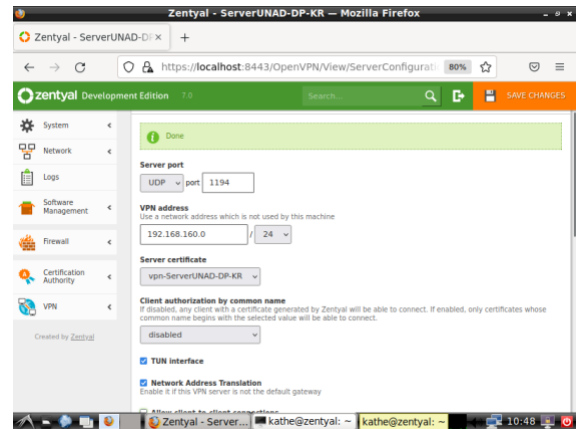 Zentyal - ServerUNAD-DP-KR — Mozilla Firefox
Zentyal - ServerUNAD-DP ×
https://localhost:8443/OpenVPN/View/ServerConfigurati 80%
zentyal Development Edition 7.0 Search... SAVE CHANGES
System
Network
Logs
Software
Management
Firewall
Certification
Authority
VPN
Created by Zentyal
Done
Server port
UDP port 1194
VPN address
Use a network address which is not used by this machine
192.168.160.0 / 24
Server certificate
vpn-ServerUNAD-DP-KR
Client authorization by common name
If disabled, any client with a certificate generated by Zentyal will be able to connect. If enabled, only certificates whose
common name begins with the selected value will be able to connect.
disabled
TUN interface
Network Address Translation
Enable it if this VPN server is not the default gateway
Allow client to client connections
Zentyal - Server... kathe@zentyal: ~ kathe@zentyal: ~ 10:48